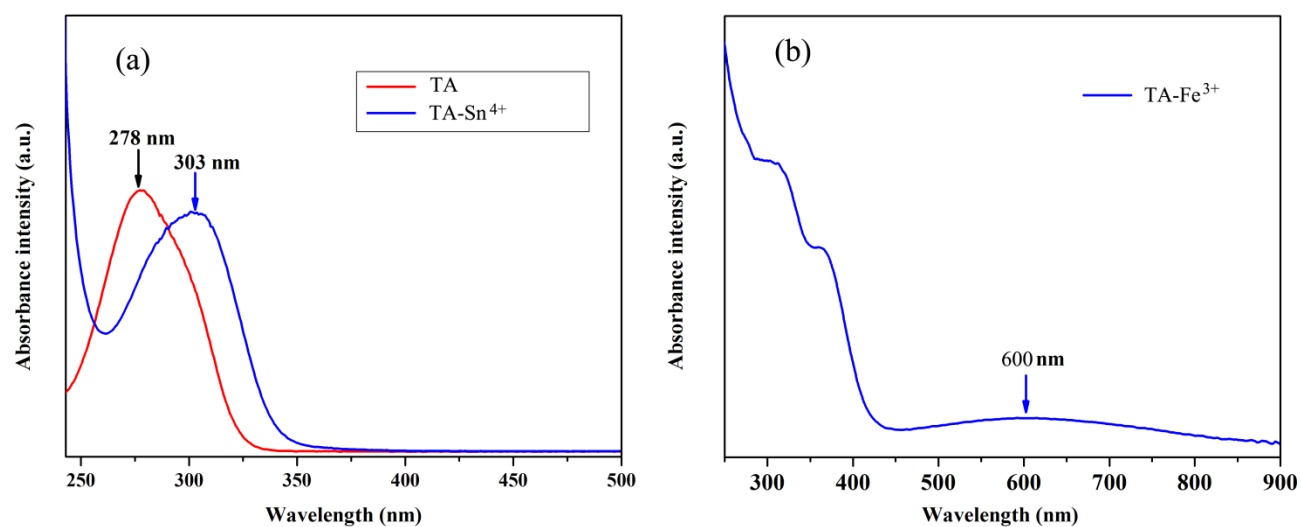 (a)
TA
TA-Sn4+
278 nm
303 nm
Absorbance intensity (a.u.)
250 300 350 400 450 500
Wavelength (nm)
(b)
TA-Fe3+
600 nm
Absorbance intensity (a.u.)
300 400 500 600 700 800 900
Wavelength (nm)